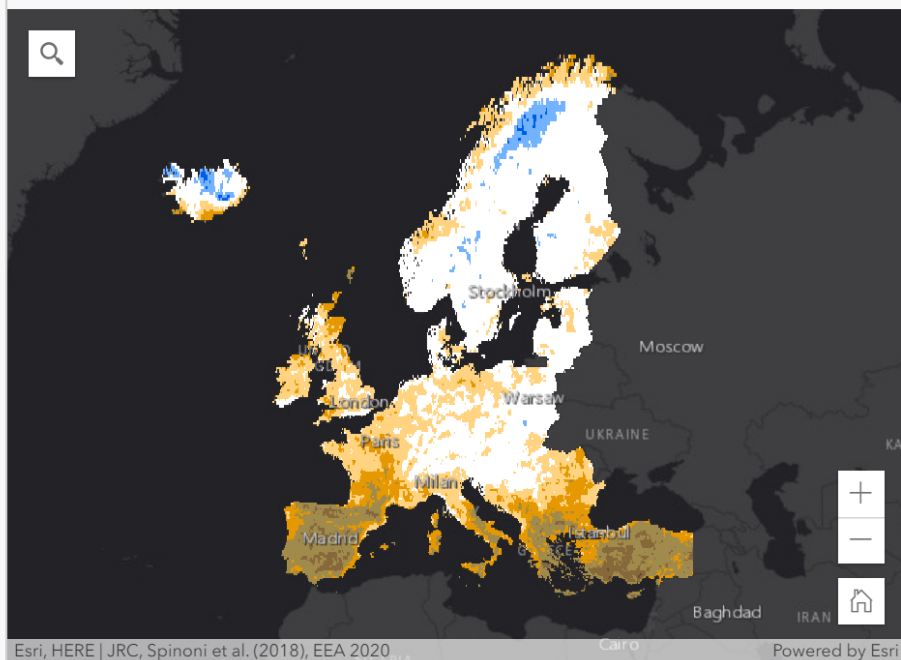 Stockholm
Moscow
London
Warsaw
UKRAINE
Paris
Milan
Madrid
Istanbul
GREECE
Baghdad
IRAN
Esri, HERE | JRC, Spinoni et al. (2018), EEA 2020
Cairo
Powered by Esri